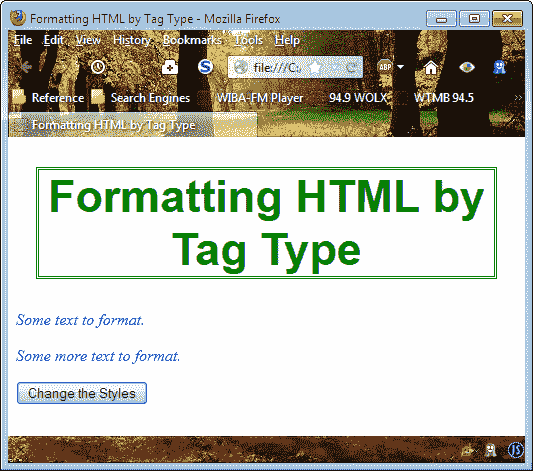 Formatting HTML by Tag Type - Mozilla Firefox
File Edit View History Bookmarks Tools Help
S file:///C: ABP
Reference Search Engines WIBA-FM Player 94.9 WOLX WTMB 94.5 »
Formatting HTML by Tag Type
Formatting HTML by
Tag Type
Some text to format.
Some more text to format.
Change the Styles